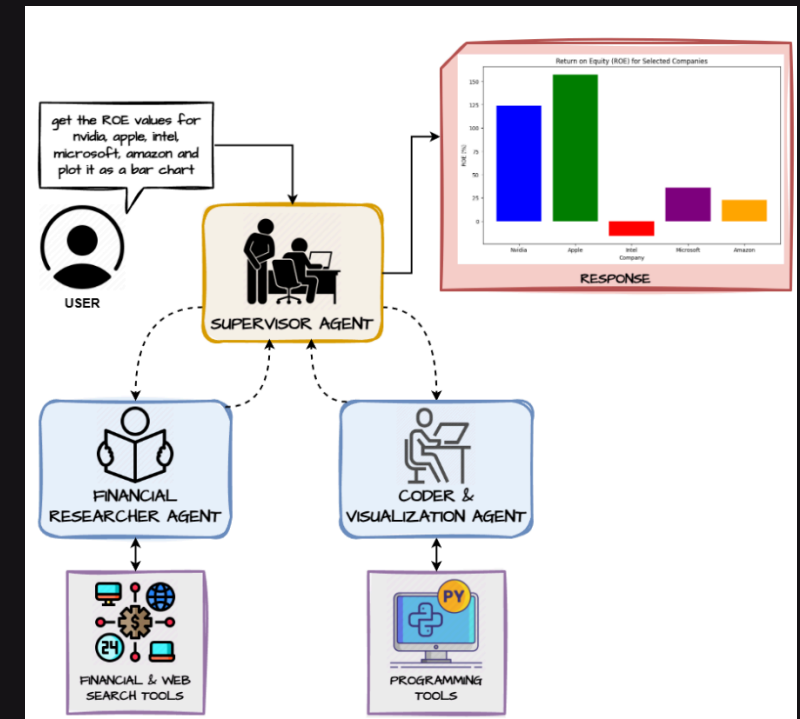 get the ROE values for
nvidia, apple, intel,
microsoft, amazon and
plot it as a bar chart
USER
SUPERVISOR AGENT
Return on Equity (ROE) for Selected Companies
ROE (%)
150
125
100
75
50
25
0
Nvidia
Apple
Intel
Microsoft
Amazon
Company
RESPONSE
FINANCIAL
RESEARCHER AGENT
CODER &
VISUALIZATION AGENT
24
$
FINANCIAL & WEB
SEARCH TOOLS
PY
PROGRAMMING
TOOLS